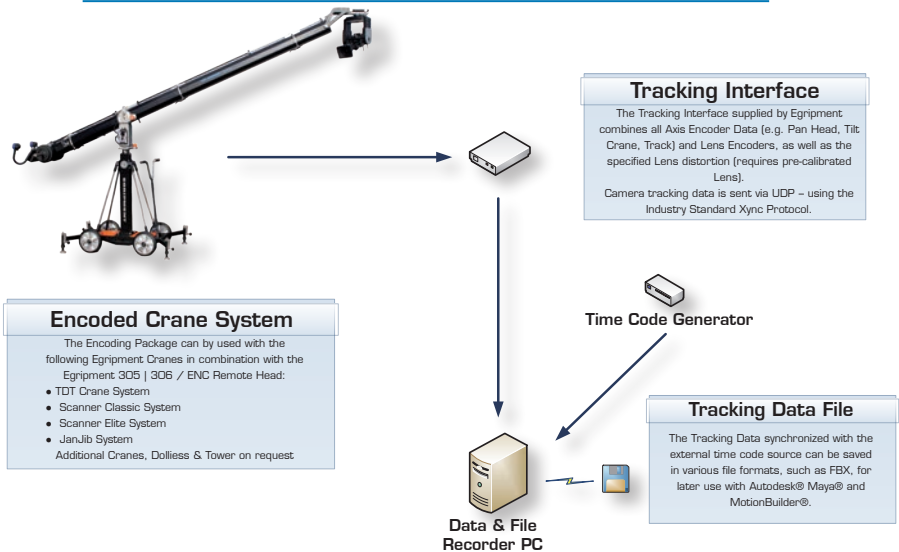 Tracking Interface
The Tracking Interface supplied by Egripment
combines all Axis Encoder Data (e.g. Pan Head, Tilt
Crane, Track) and Lens Encoders, as well as the
specified Lens distortion (requires pre-calibrated
Lens).
Camera tracking data is sent via UDP – using the
Industry Standard Xync Protocol.
Encoded Crane System
The Encoding Package can by used with the
following Egripment Cranes in combination with the
Egripment 305 | 306 / ENC Remote Head:
• TDT Crane System
• Scanner Classic System
• Scanner Elite System
• JanJib System
Additional Cranes, Dolliess & Tower on request
Time Code Generator
Tracking Data File
The Tracking Data synchronized with the
external time code source can be saved
in various file formats, such as FBX, for
later use with Autodesk® Maya® and
MotionBuilder®.
Data & File
Recorder PC